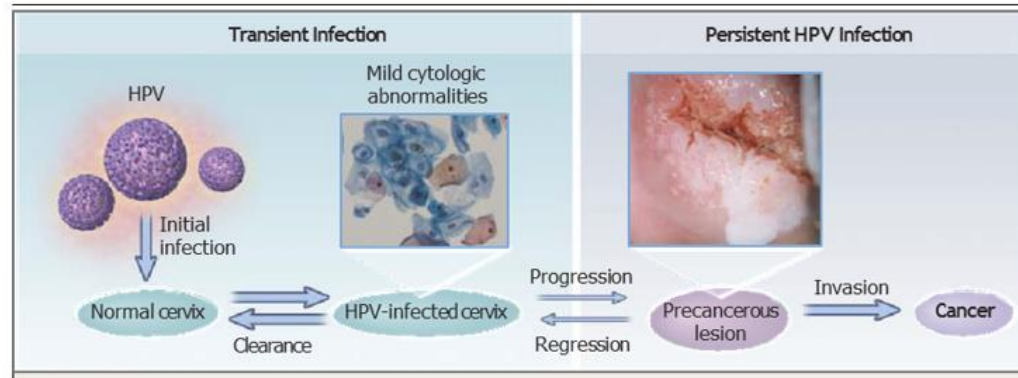 Transient Infection
Persistent HPV Infection
HPV
Mild cytologic
abnormalities
Initial
infection
Normal cervix
Clearance
HPV-infected cervix
Progression
Regression
Precancerous
lesion
Invasion
Cancer